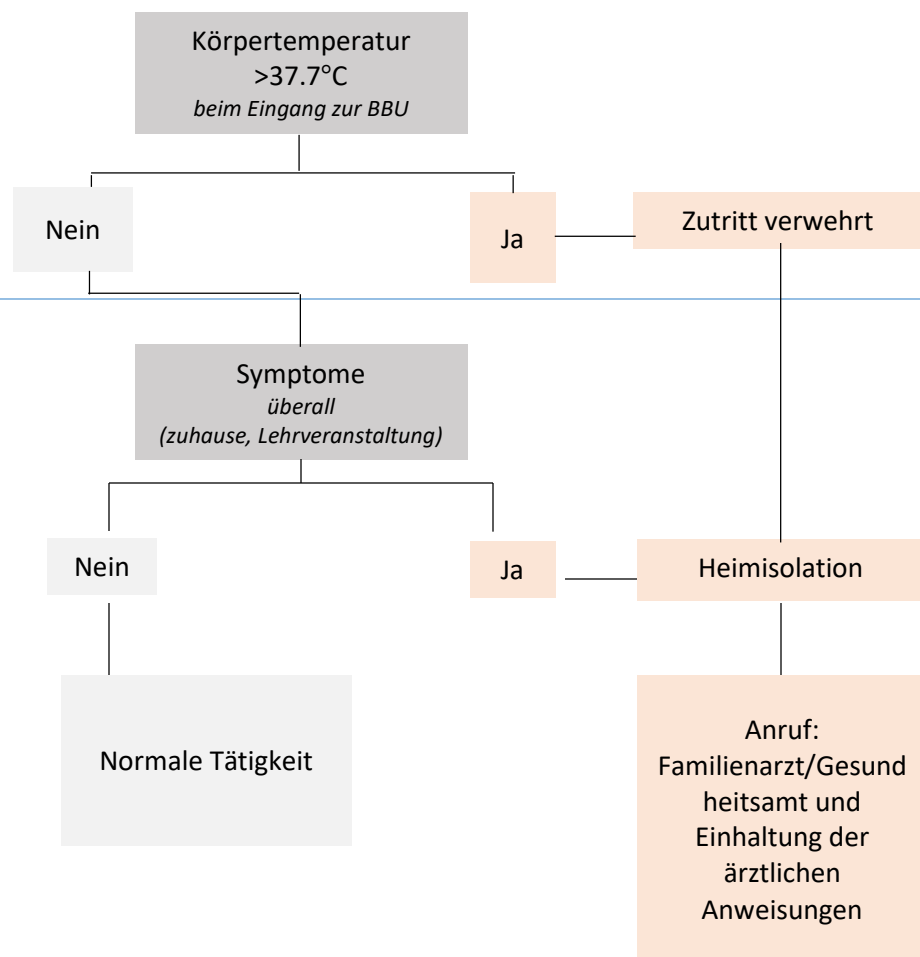 Körpertemperatur
>37.7°C
beim Eingang zur BBU
Nein
Ja
Zutritt verwehrt
Symptome
überall
(zuhause, Lehrveranstaltung)
Nein
Ja
Heimisolation
Normale Tätigkeit
Anruf:
Familienarzt/Gesund
heitsamt und
Einhaltung der
ärztlichen
Anweisungen